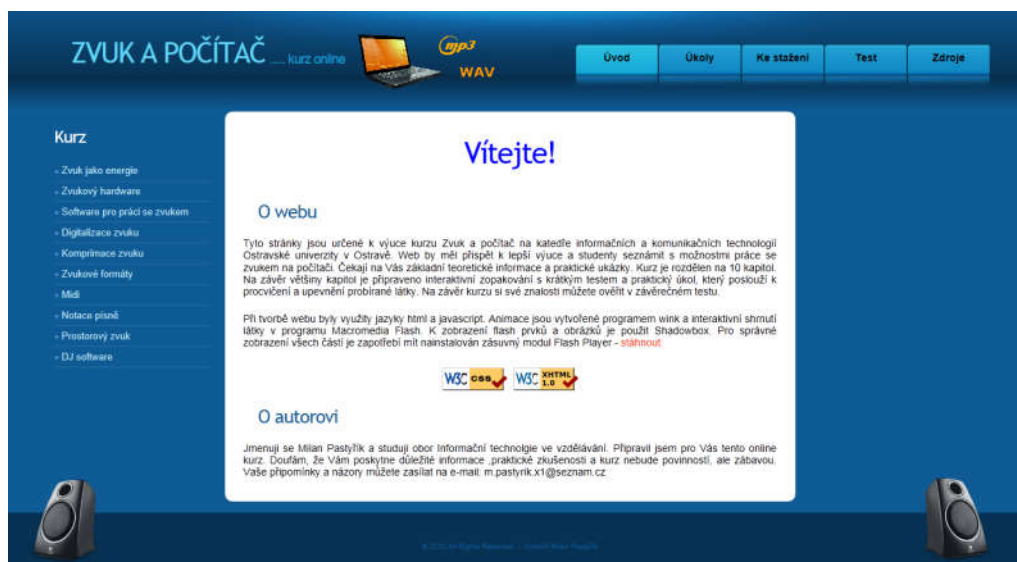 ZVUK A POČÍTAČ .... kurz online
mp3
WAV
Úvod
Úkoly
Ke stažení
Test
Zdroje
Kurz
Zvuk jako energie
Zvukový hardware
Software pro práci se zvukem
Digitalizace zvuku
Komprimace zvuku
Zvukové formáty
Midi
Notace písně
Prostorový zvuk
DJ software
Vítejte!
O webu
Tyto stránky jsou určené k výuce kurzu Zvuk a počítač na katedře informačních a komunikačních technologií
Ostravské univerzity v Ostravě. Web by měl přispět k lepší výuce a studenty seznámit s možnostmi práce se
zvukem na počítači. Čekají na Vás základní teoretické informace a praktické ukázky. Kurz je rozdělen na 10 kapitol.
Na závěr většiny kapitol je připraveno interaktivní zopakování s krátkým testem a praktický úkol, který poslouží k
procvičení a upevnění probírané látky. Na závěr kurzu si své znalosti můžete ověřit v závěrečném testu.
Při tvorbě webu byly využity jazyky html a javascript. Animace jsou vytvořené programem wink a interaktivní shrnutí
látky v programu Macromedia Flash. K zobrazení flash prvků a obrázků je použit Shadowbox. Pro správné
zobrazení všech částí je zapotřebí mít nainstalován zásuvný modul Flash Player - stáhnout
W3C css
W3C XHTML 1.0
O autorovi
Jmenuji se Milan Pastyřík a studuji obor Informační technolgie ve vzdělávání. Připravil jsem pro Vás tento online
kurz. Doufám, že Vám poskytne důležité informace ,praktické zkušenosti a kurz nebude povinností, ale zábavou.
Vaše připomínky a názory můžete zasílat na e-mail: m.pastyrik.x1@seznam.cz